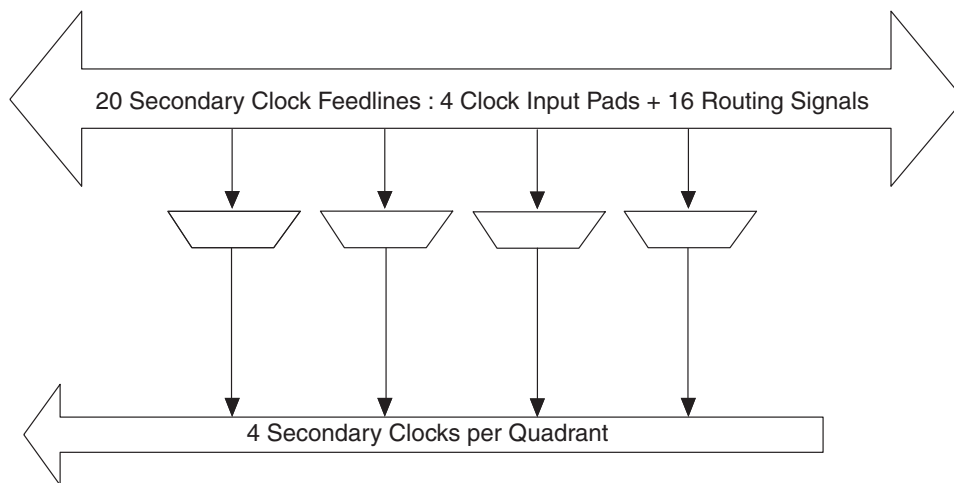 20 Secondary Clock Feedlines : 4 Clock Input Pads + 16 Routing Signals
4 Secondary Clocks per Quadrant